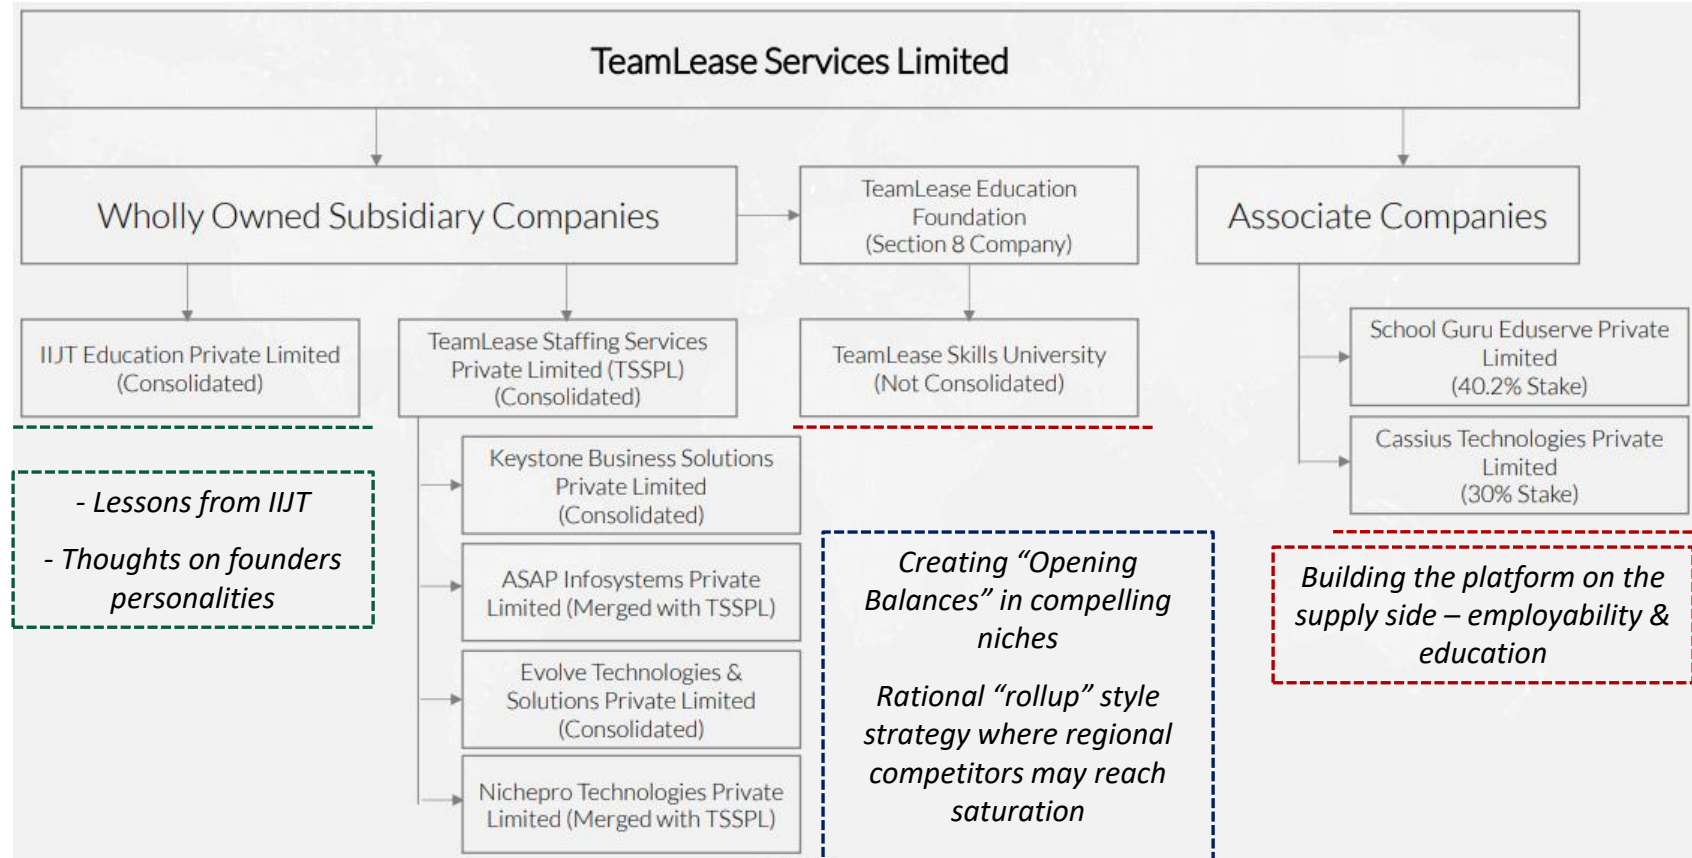 TeamLease Services Limited
Wholly Owned Subsidiary Companies
TeamLease Education
Foundation
(Section 8 Company)
Associate Companies
IIJT Education Private Limited
(Consolidated)
TeamLease Staffing Services
Private Limited (TSSPL)
(Consolidated)
TeamLease Skills University
(Not Consolidated)
School Guru Eduserve Private
Limited
(40.2% Stake)
Cassius Technologies Private
Limited
(30% Stake)
Keystone Business Solutions
Private Limited
(Consolidated)
ASAP Infosystems Private
Limited (Merged with TSSPL)
Evolve Technologies &
Solutions Private Limited
(Consolidated)
Nichepro Technologies Private
Limited (Merged with TSSPL)
- Lessons from IIJT
- Thoughts on founders
personalities
Creating “Opening
Balances” in compelling
niches
Rational “rollup” style
strategy where regional
competitors may reach
saturation
Building the platform on the
supply side – employability &
education